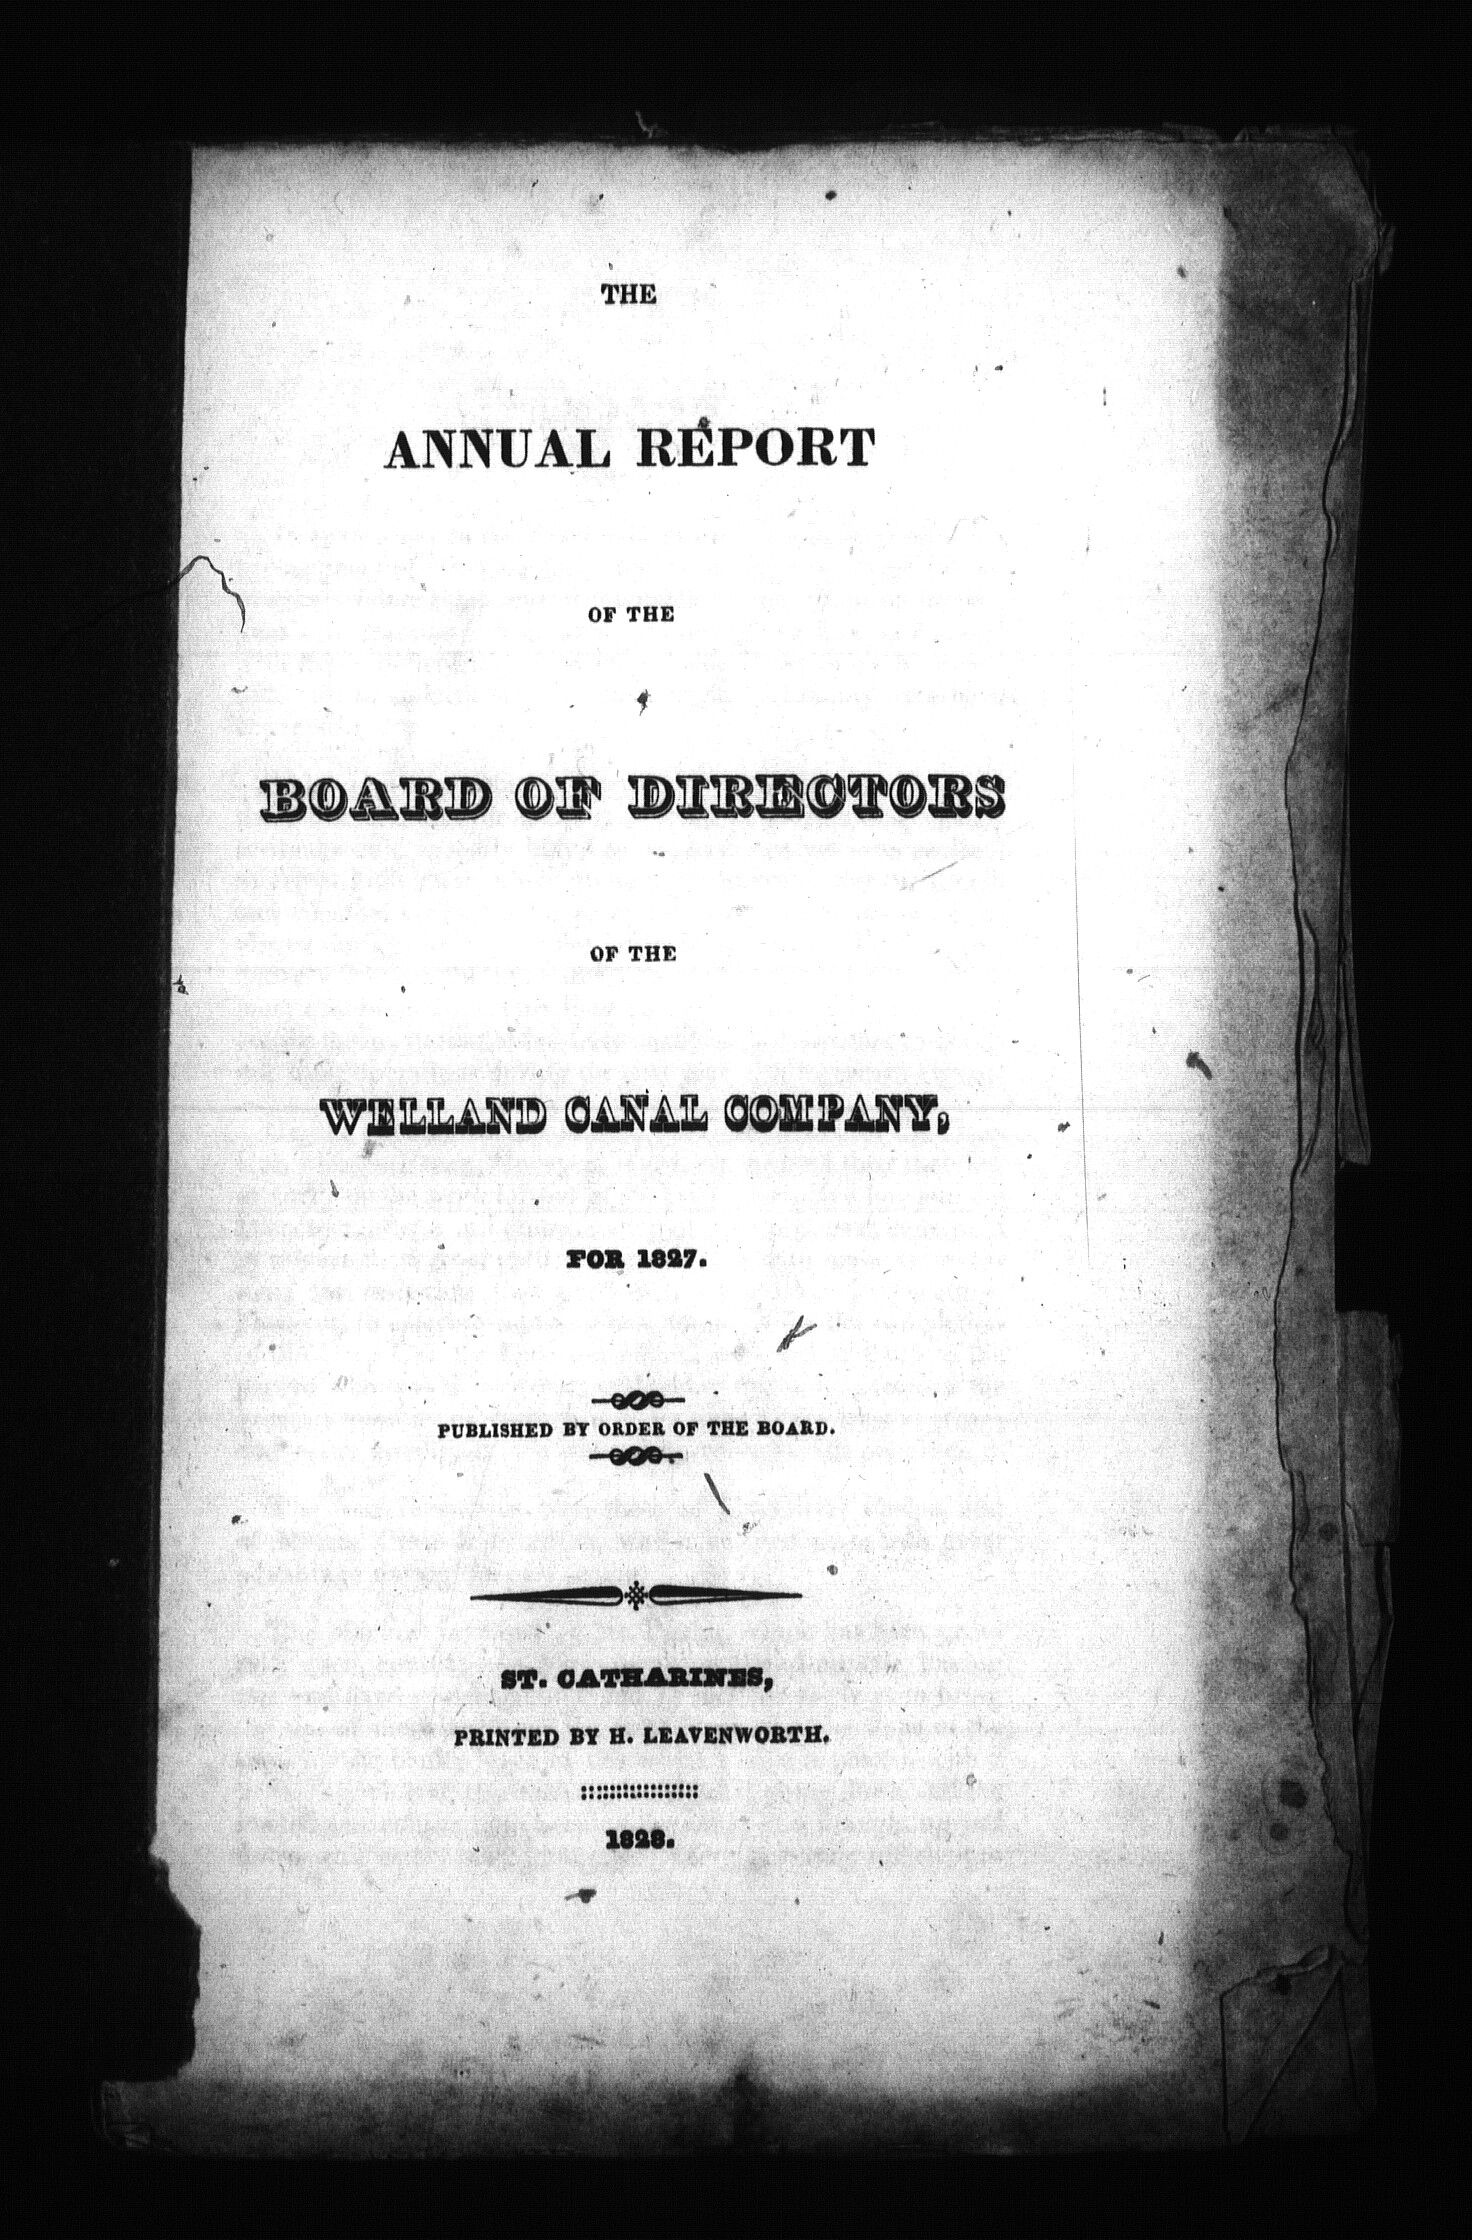 THE
ANNUAL REPORT
OF THE
BOARD OF DIRECTORS
OF THE
WELLAND CANAL COMPANY,
FOR 1827.
PUBLISHED BY ORDER OF THE BOARD.
ST. CATHARINES,
PRINTED BY H. LEAVENWORTH.
1828.